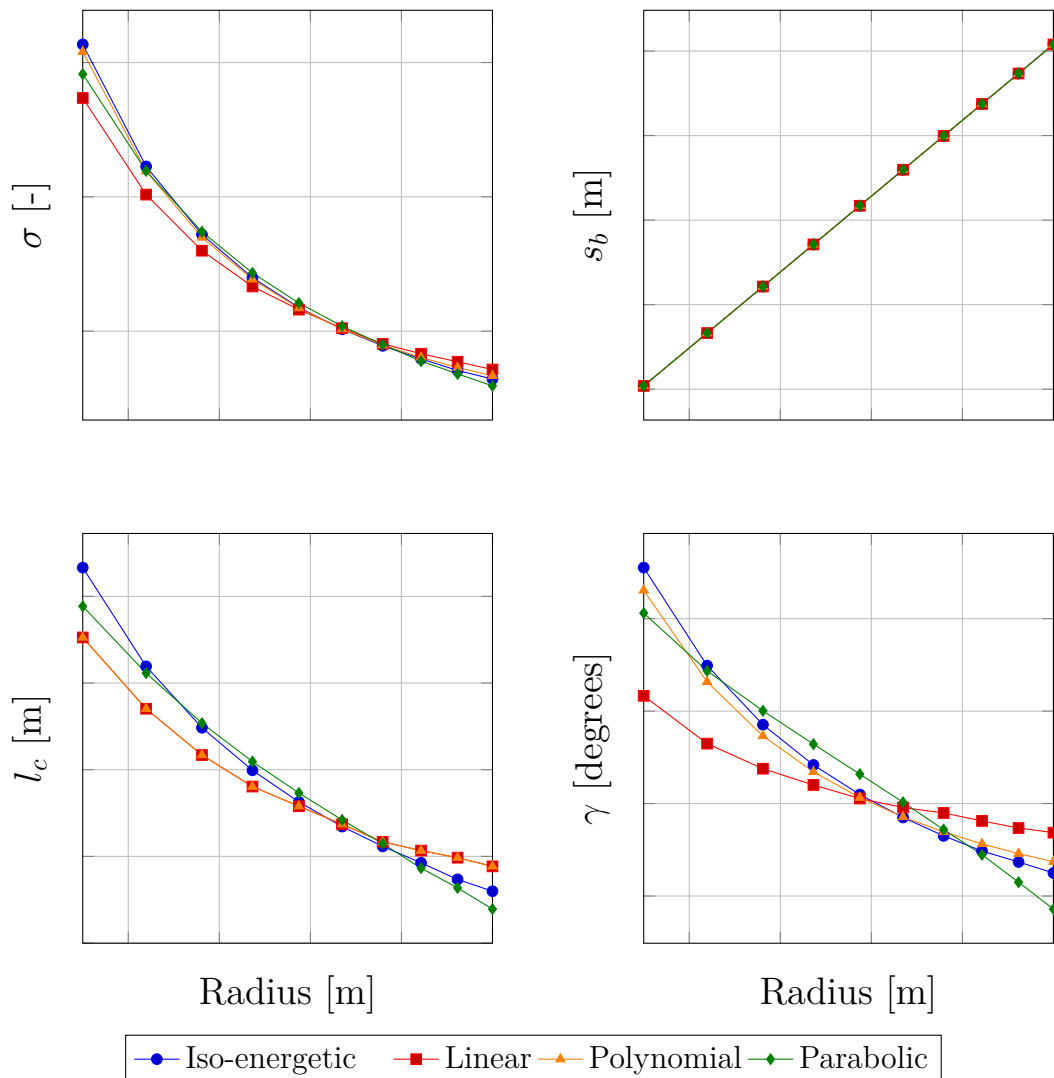 σ [-]
s_b [m]
l_c [m]
γ [degrees]
Radius [m]
Radius [m]
Iso-energetic Linear Polynomial Parabolic